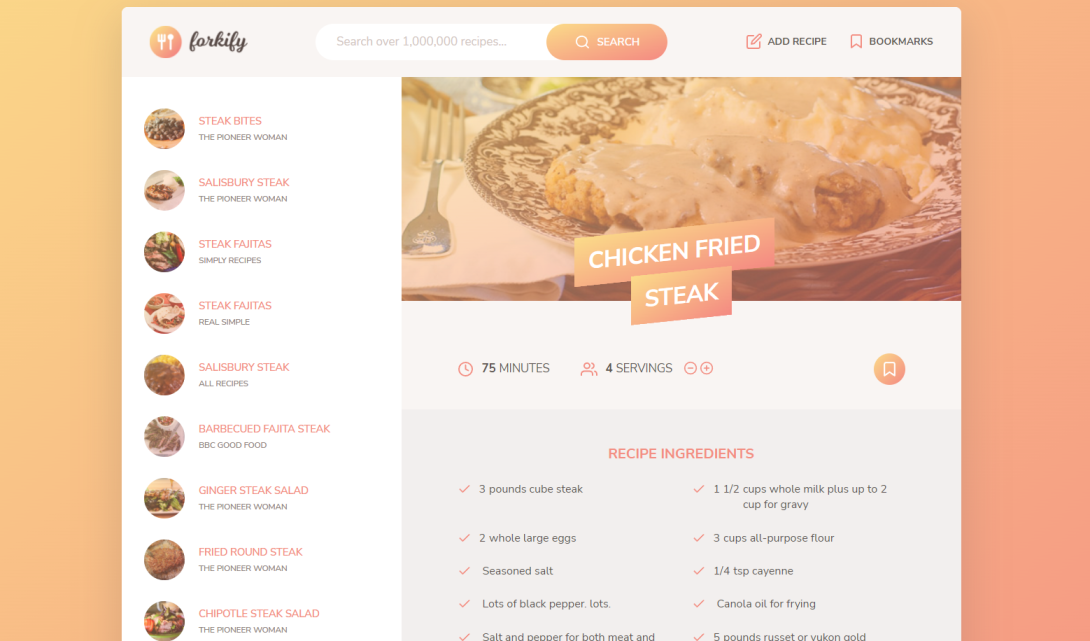 forkify
Search over 1,000,000 recipes...
SEARCH
ADD RECIPE
BOOKMARKS
STEAK BITES
THE PIONEER WOMAN
SALISBURY STEAK
THE PIONEER WOMAN
STEAK FAJITAS
SIMPLY RECIPES
STEAK FAJITAS
REAL SIMPLE
SALISBURY STEAK
ALL RECIPES
BARBECUED FAJITA STEAK
BBC GOOD FOOD
GINGER STEAK SALAD
THE PIONEER WOMAN
FRIED ROUND STEAK
THE PIONEER WOMAN
CHIPOTLE STEAK SALAD
THE PIONEER WOMAN
CHICKEN FRIED
STEAK
75 MINUTES
4 SERVINGS
RECIPE INGREDIENTS
3 pounds cube steak
1 1/2 cups whole milk plus up to 2
cup for gravy
2 whole large eggs
3 cups all-purpose flour
Seasoned salt
1/4 tsp cayenne
Lots of black pepper. lots.
Canola oil for frying
Salt and pepper for both meat and
5 pounds russet or yukon gold